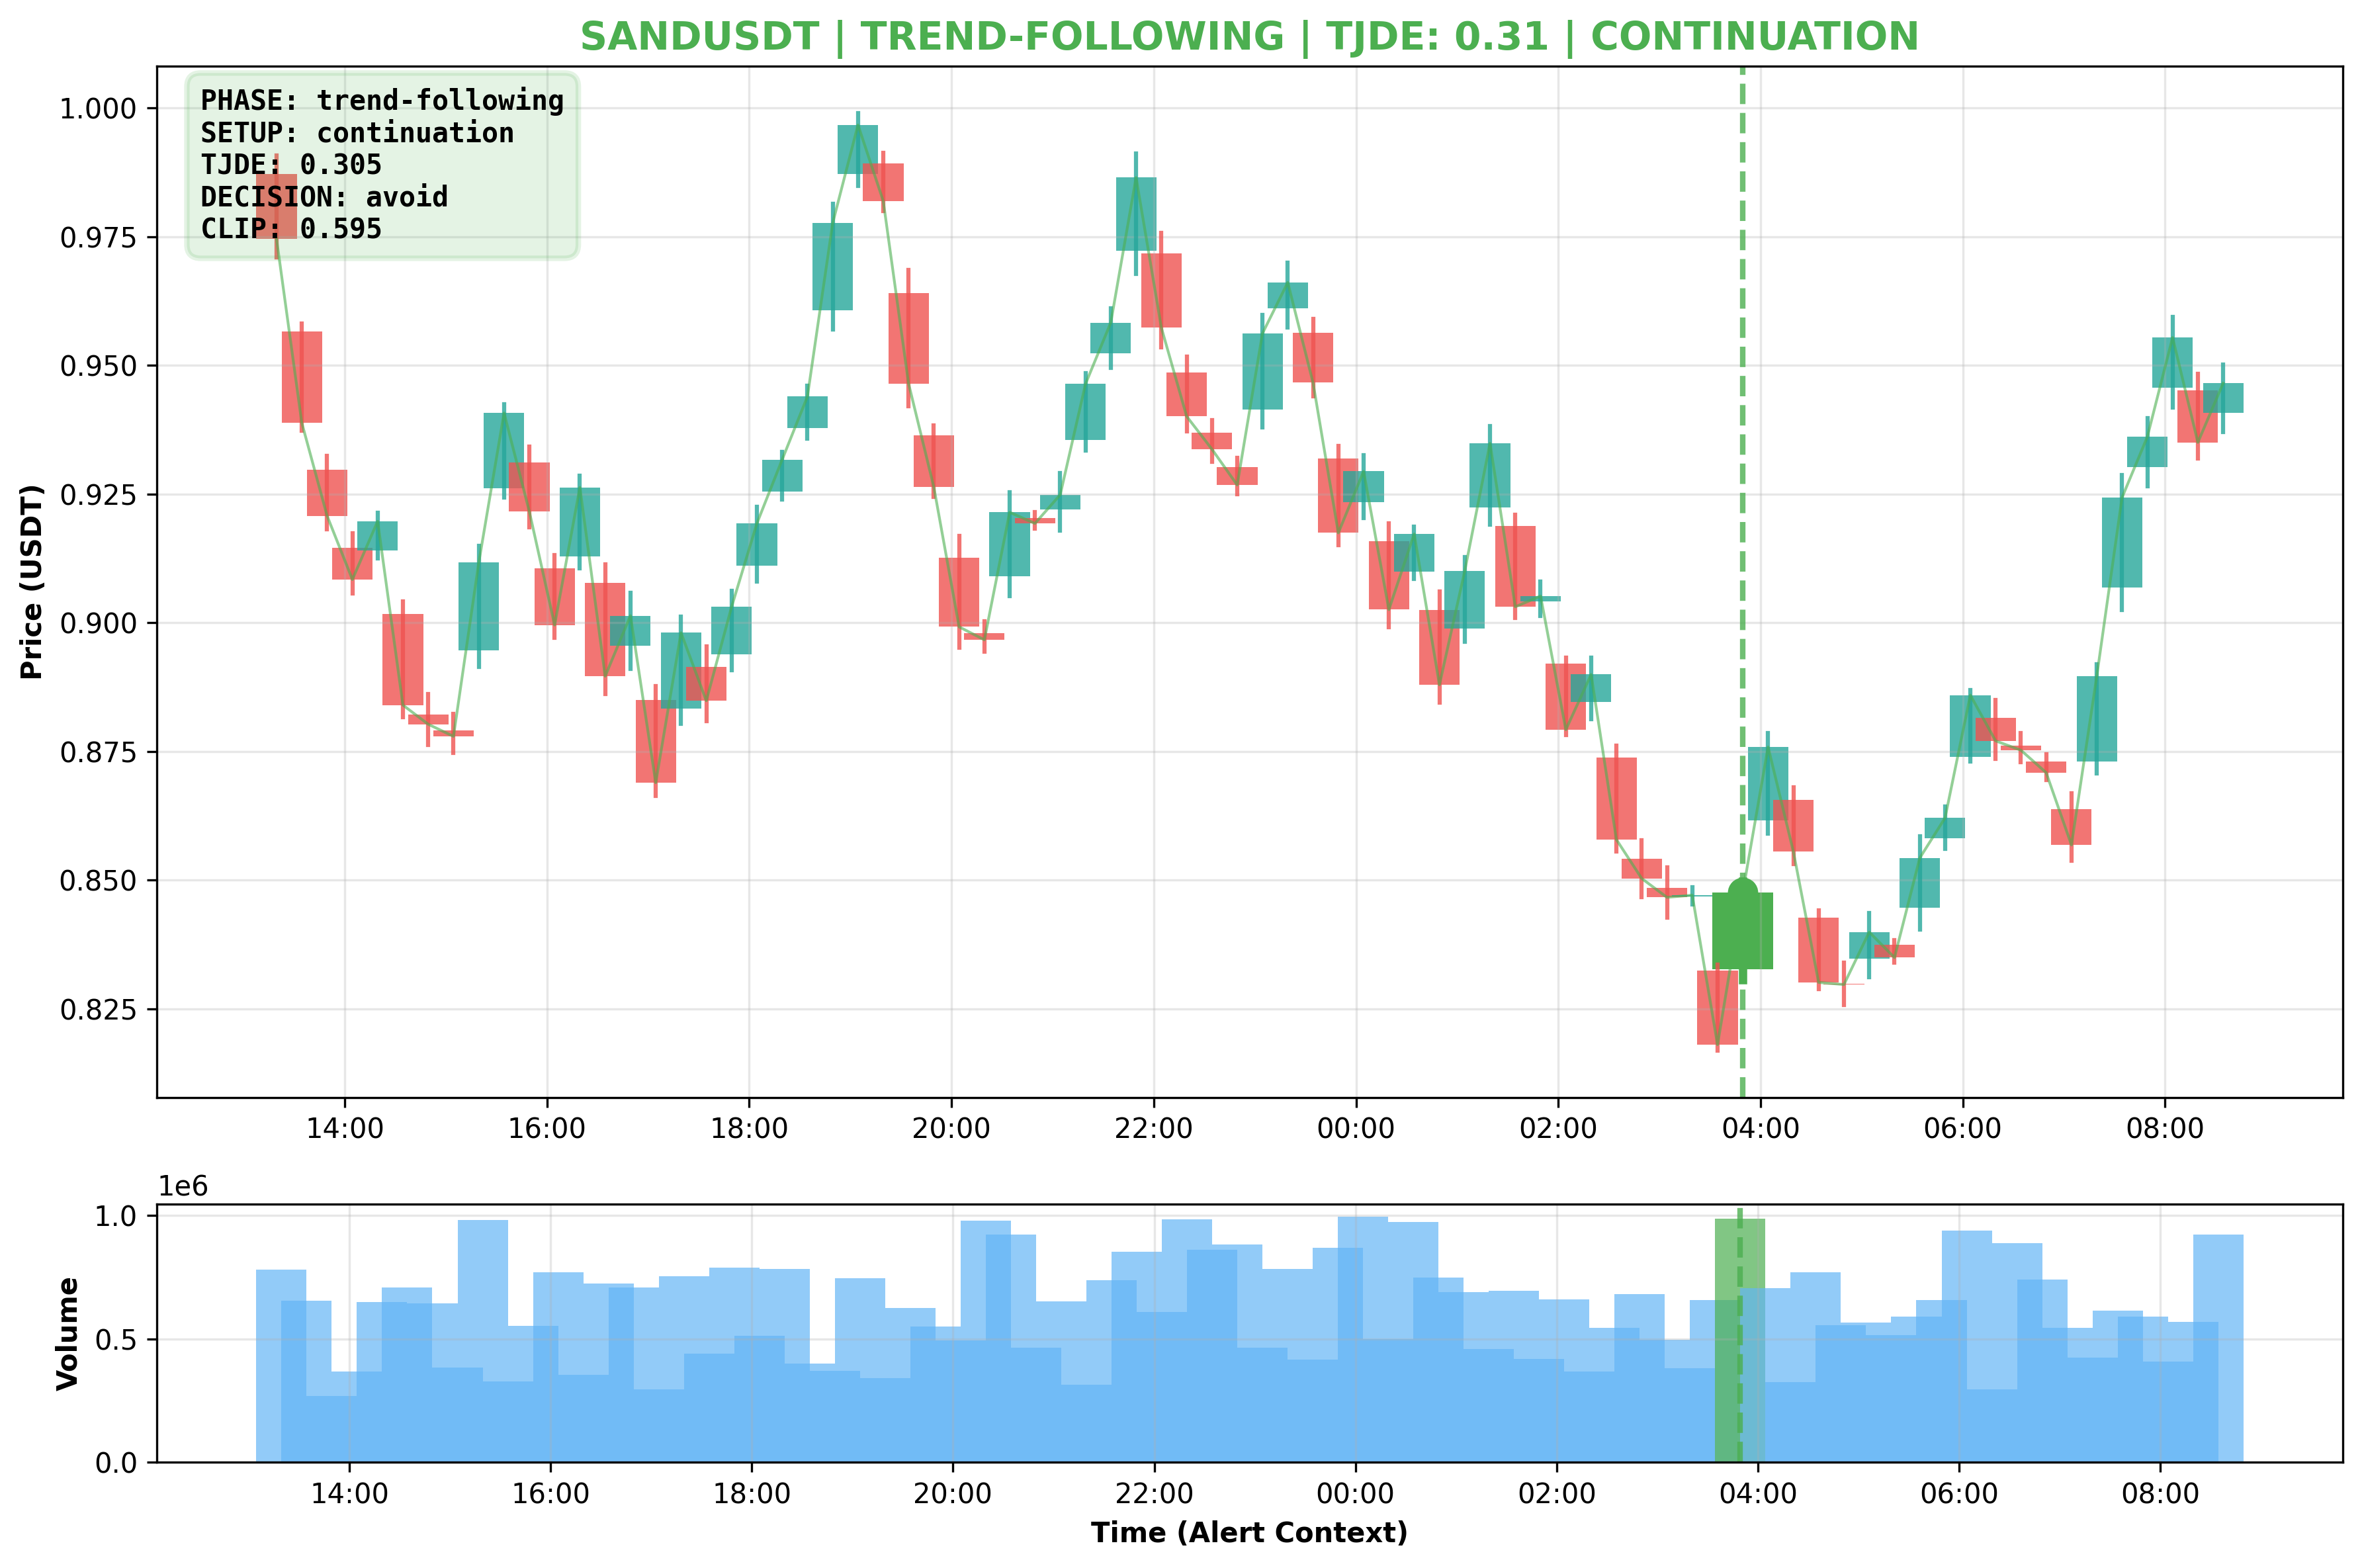 SANDUSDT | TREND-FOLLOWING | TJDE: 0.31 | CONTINUATION
PHASE: trend-following
SETUP: continuation
TJDE: 0.305
DECISION: avoid
CLIP: 0.595
Price (USDT)
1.000
0.975
0.950
0.925
0.900
0.875
0.850
0.825
14:00 16:00 18:00 20:00 22:00 00:00 02:00 04:00 06:00 08:00
1e6
Volume
1.0
0.5
0.0
14:00 16:00 18:00 20:00 22:00 00:00 02:00 04:00 06:00 08:00
Time (Alert Context)